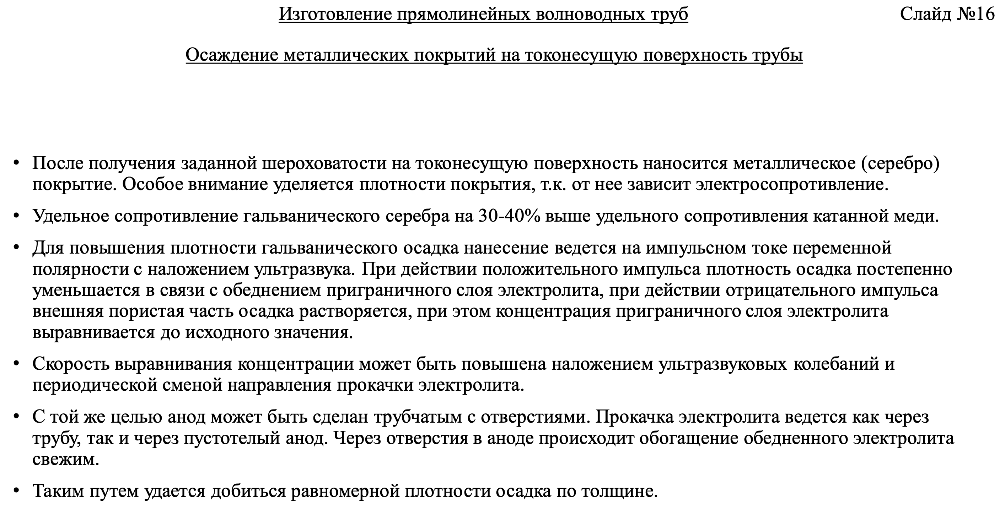 Изготовление прямолинейных волноводных труб
Слайд №16
Осаждение металлических покрытий на токонесущую поверхность трубы
• После получения заданной шероховатости на токонесущую поверхность наносится металлическое (серебро)
покрытие. Особое внимание уделяется плотности покрытия, т.к. от нее зависит электросопротивление.
• Удельное сопротивление гальванического серебра на 30-40% выше удельного сопротивления катанной меди.
• Для повышения плотности гальванического осадка нанесение ведется на импульсном токе переменной
полярности с наложением ультразвука. При действии положительного импульса плотность осадка постепенно
уменьшается в связи с обеднением приграничного слоя электролита, при действии отрицательного импульса
внешняя пористая часть осадка растворяется, при этом концентрация приграничного слоя электролита
выравнивается до исходного значения.
• Скорость выравнивания концентрации может быть повышена наложением ультразвуковых колебаний и
периодической сменой направления прокачки электролита.
• С той же целью анод может быть сделан трубчатым с отверстиями. Прокачка электролита ведется как через
трубу, так и через пустотелый анод. Через отверстия в аноде происходит обогащение обедненного электролита
свежим.
• Таким путем удается добиться равномерной плотности осадка по толщине.